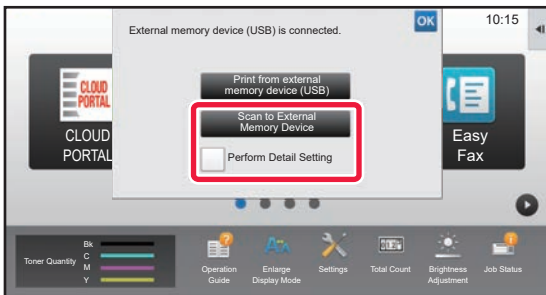 External memory device (USB) is connected.
OK
10:15
Print from external
memory device (USB)
Scan to External
Memory Device
Perform Detail Setting
CLOUD
PORTAL
CLOUD
PORTAL
Easy
Fax
Toner Quantity
Bk
C
M
Y
Operation
Guide
Enlarge
Display Mode
Settings
Total Count
Brightness
Adjustment
Job Status